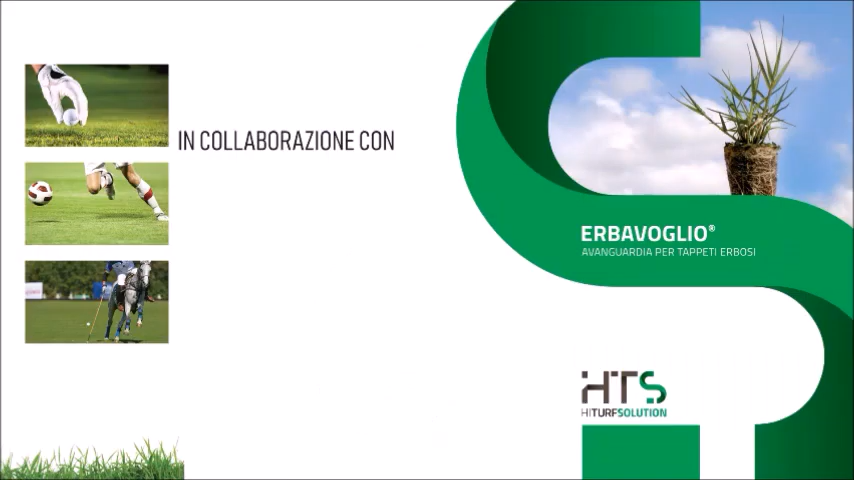 IN COLLABORAZIONE CON
ERBAVOGLIO®
AVANGUARDIA PER TAPPETI ERBOSI
HTS
HITURFSOLUTION